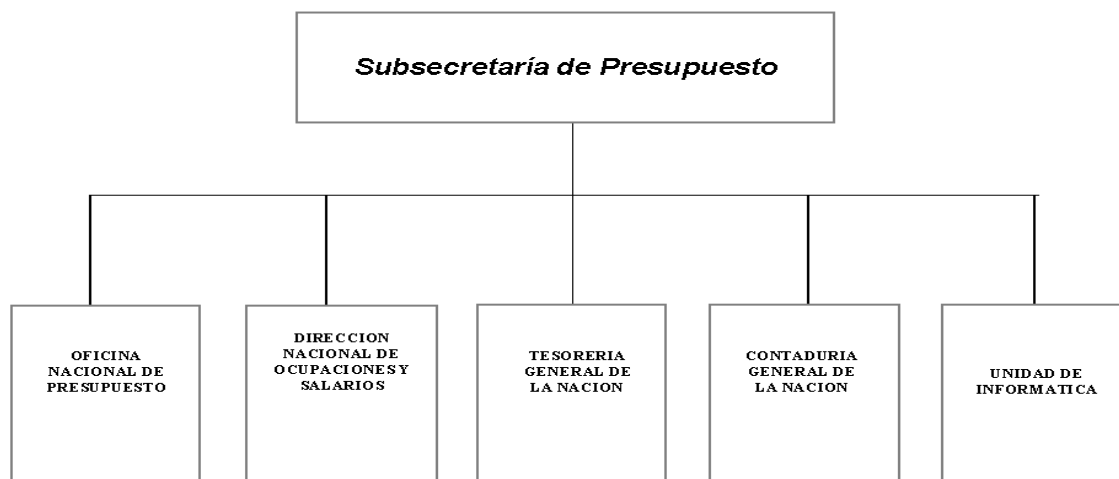 Subsecretaría de Presupuesto
OFICINA
NACIONAL DE
PRESUPUESTO
DIRECCION
NACIONAL DE
OCUPACIONES Y
SALARIOS
TESORERIA
GENERAL DE
LA NACION
CONTADURIA
GENERAL DE
LA NACION
UNIDAD DE
INFORMATICA